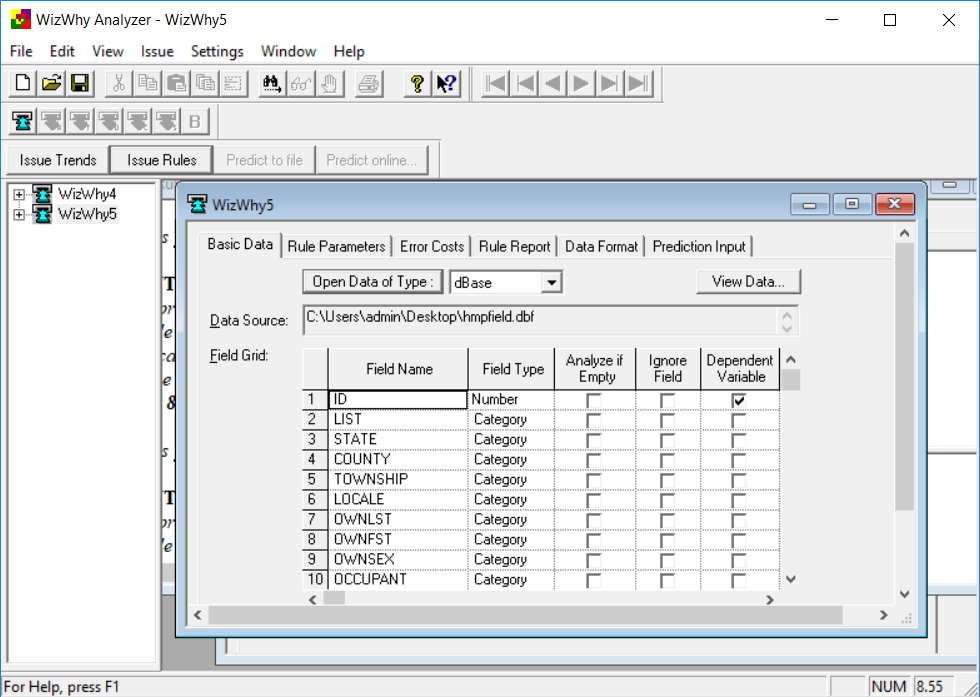 WizWhy Analyzer - WizWhy5
File Edit View Issue Settings Window Help
B
Issue Trends Issue Rules Predict to file Predict online...
WizWhy4
WizWhy5
WizWhy5
Basic Data Rule Parameters Error Costs Rule Report Data Format Prediction Input
Open Data of Type : dBase View Data...
Data Source: C:\Users\admin\Desktop\hmpfield.dbf
Field Grid:
Field Name Field Type Analyze if Empty Ignore Field Dependent Variable
1 ID Number
2 LIST Category
3 STATE Category
4 COUNTY Category
5 TOWNSHIP Category
6 LOCALE Category
7 OWNLST Category
8 OWNFST Category
9 OWNSEX Category
10 OCCUPANT Category
For Help, press F1 NUM 8.55